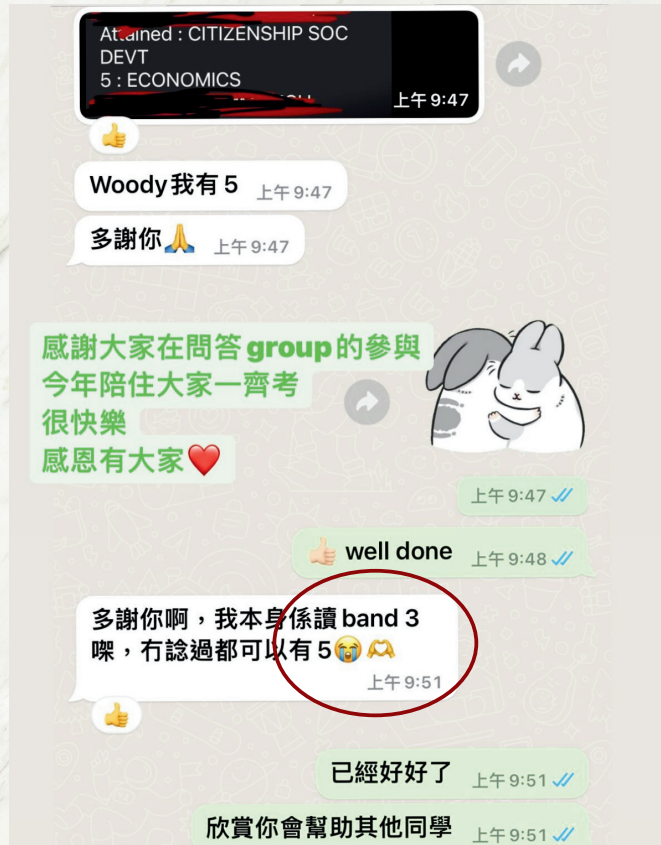 Attained : CITIZENSHIP SOC
DEVT
5 : ECONOMICS
上午9:47
Woody我有5 上午9:47
多謝你🙏 上午9:47
感謝大家在問答group的參與
今年陪住大家一齊考
很快樂
感恩有大家❤️
上午9:47
👍🏻 well done 上午9:48
多謝你啊，我本身係讀band 3
㗎，冇諗過都可以有5😭🫶
上午9:51
已經好好了 上午9:51
欣賞你會幫助其他同學 上午9:51